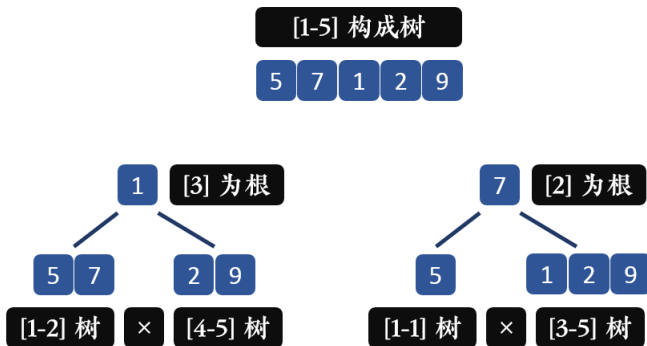 [1-5] 构成树
5 7 1 2 9
1 [3] 为根
7 [2] 为根
5 7
2 9
5
1 2 9
[1-2] 树 × [4-5] 树
[1-1] 树 × [3-5] 树